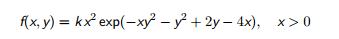 f(x, y) = kx² exp(−xy² − y² + 2y − 4x), x > 0